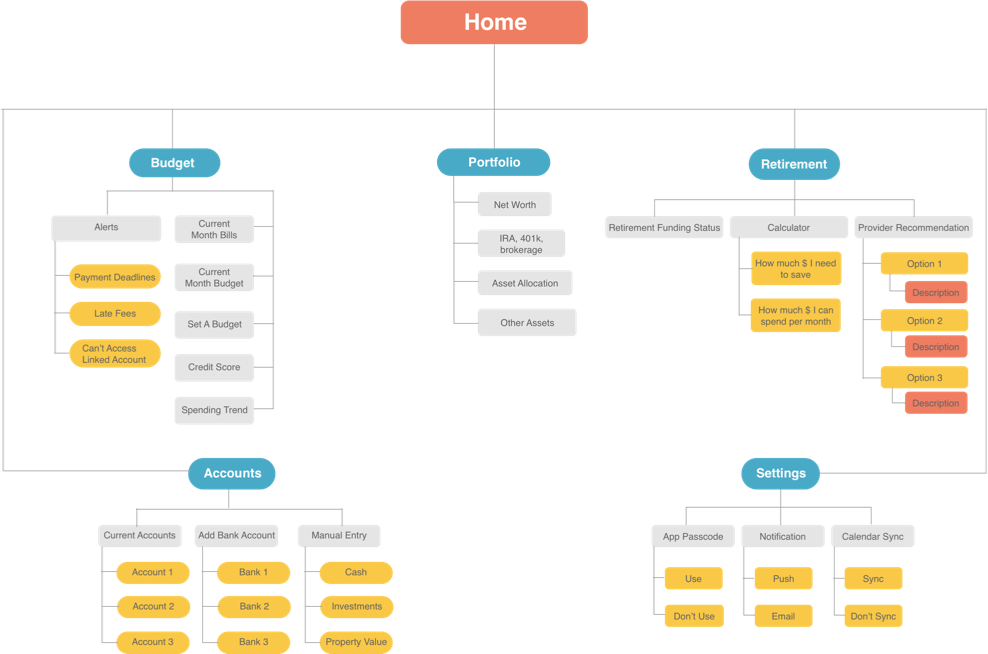 Home
Budget
Portfolio
Retirement
Alerts
Payment Deadlines
Late Fees
Can't Access
Linked Account
Current
Month Bills
Current
Month Budget
Set A Budget
Credit Score
Spending Trend
Net Worth
IRA, 401k,
brokerage
Asset Allocation
Other Assets
Retirement Funding Status
Calculator
How much $ I need
to save
How much $ I can
spend per month
Provider Recommendation
Option 1
Description
Option 2
Description
Option 3
Description
Accounts
Settings
Current Accounts
Account 1
Account 2
Account 3
Add Bank Account
Bank 1
Bank 2
Bank 3
Manual Entry
Cash
Investments
Property Value
App Passcode
Use
Don't Use
Notification
Push
Email
Calendar Sync
Sync
Don't Sync